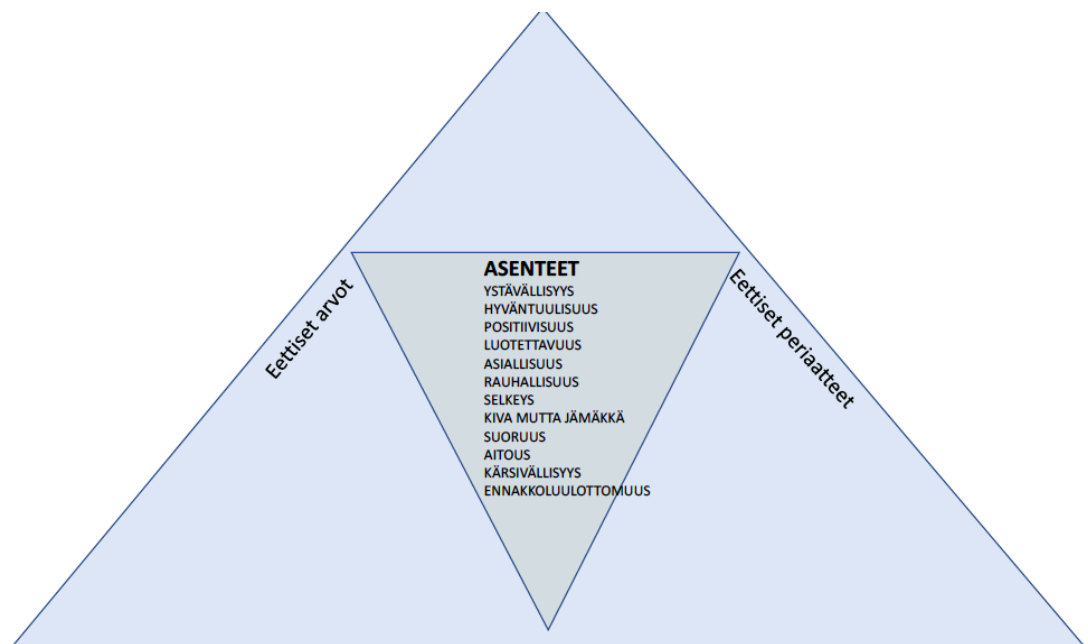 ASENTEET
YSTÄVÄLLISYYS
HYVÄNTUULISUUS
POSITIIVISUUS
LUOTETTAVUUS
ASIALLISUUS
RAUHALLISUUS
SELKEYS
KIVA MUTTA JÄMÄKKÄ
SUORUUS
AITOUS
KÄRSIVÄLLISYYS
ENNAKKOLUULOTTOMUUS
Eettiset arvot
Eettiset periaatteet